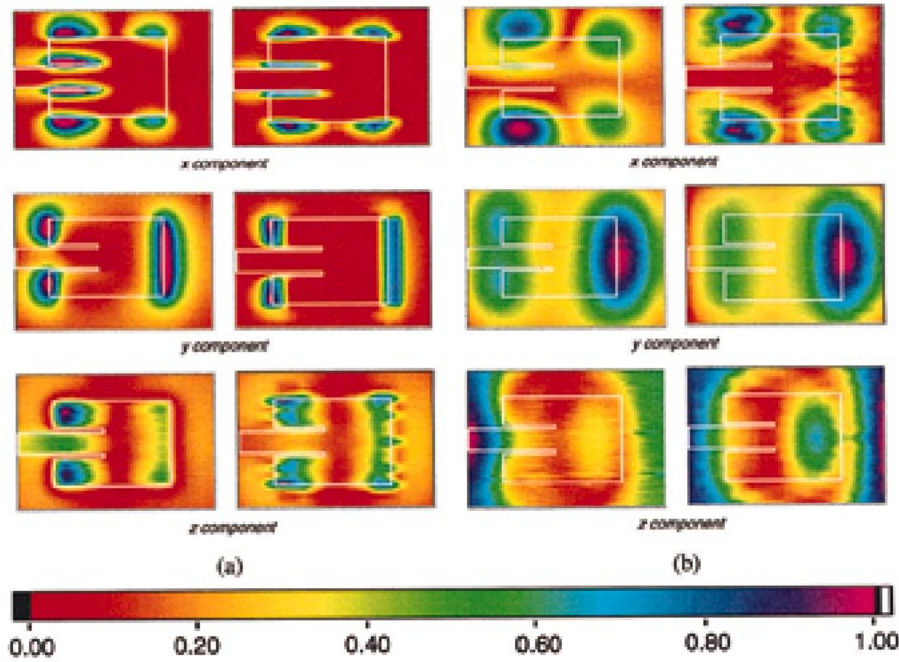 x component
x component
y component
y component
z component
z component
(a)
(b)
0.00 0.20 0.40 0.60 0.80 1.00